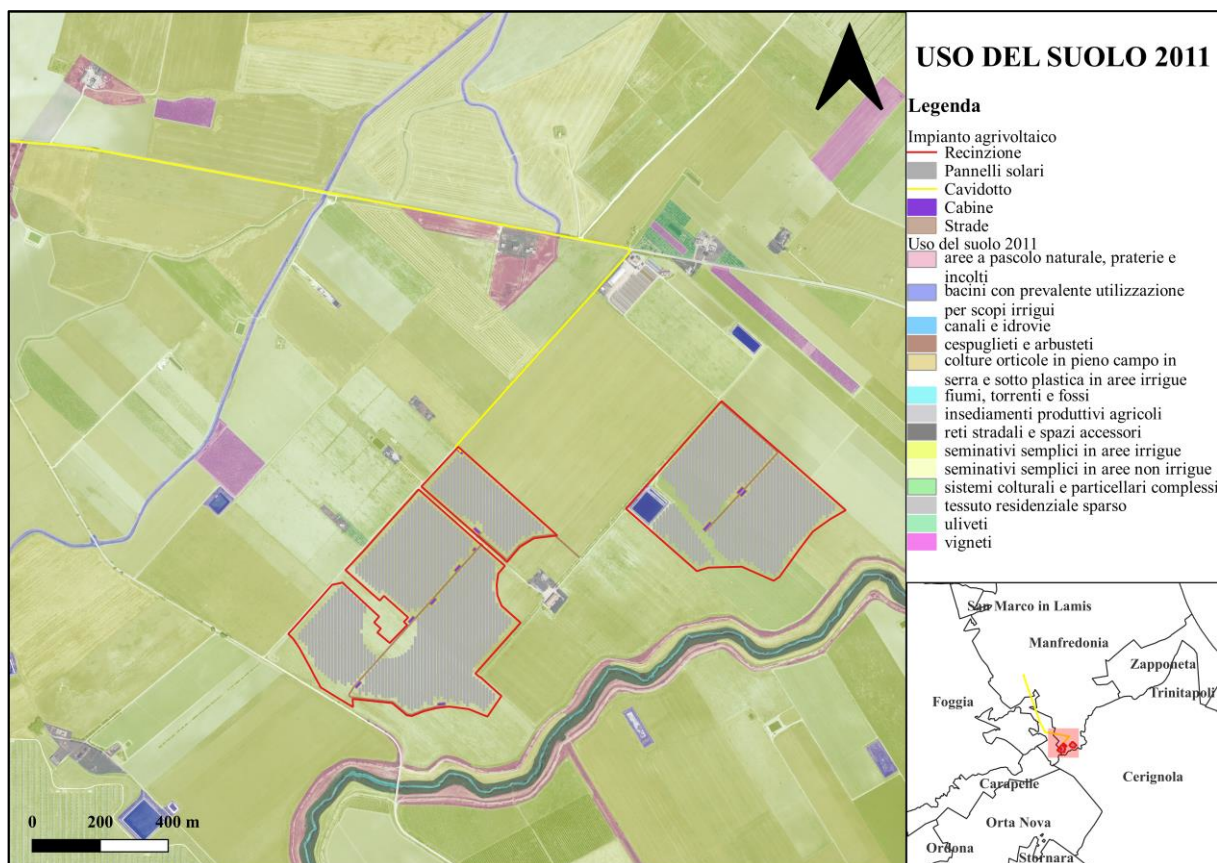 USO DEL SUOLO 2011
Legenda
Impianto agrivoltaico
Recinzione
Pannelli solari
Cavidotto
Cabine
Strade
Uso del suolo 2011
aree a pascolo naturale, praterie e
incolti
bacini con prevalente utilizzazione
per scopi irrigui
canali e idrovie
cespuglieti e arbusteti
colture orticole in pieno campo in
serra e sotto plastica in aree irrigue
fiumi, torrenti e fossi
insediamenti produttivi agricoli
reti stradali e spazi accessori
seminativi semplici in aree irrigue
seminativi semplici in aree non irrigue
sistemi colturali e particellari complessi
tessuto residenziale sparso
uliveti
vigneti
0 200 400 m
San Marco in Lamis
Manfredonia
Zapponeta
Trinitapoli
Foggia
Cerignola
Carapelle
Orta Nova
Ordona
Stornara